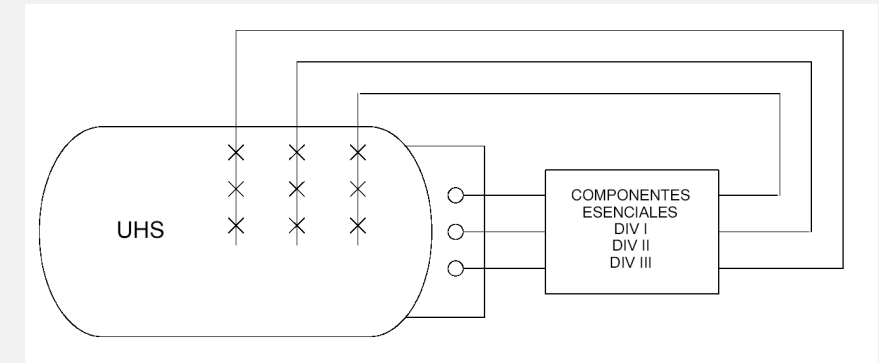 UHS
COMPONENTES
ESENCIALES
DIV I
DIV II
DIV III